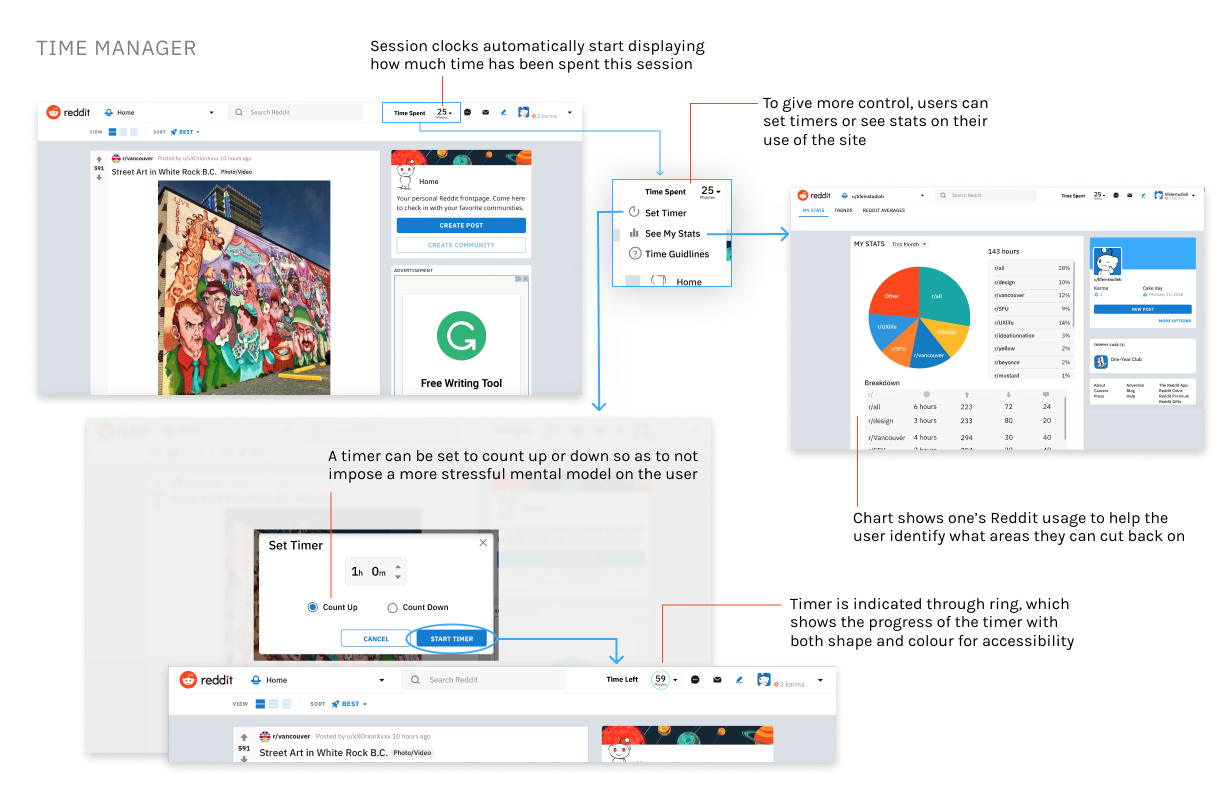 TIME MANAGER
Session clocks automatically start displaying
how much time has been spent this session
reddit
Home
Search Reddit
Time Spent
25
Minutes
2 karma
VIEW
SORT
BEST
591
r/vancouver · Posted by u/xXOrionXxxx 10 hours ago
Street Art in White Rock B.C.
Photo/Video
Home
Your personal Reddit frontpage. Come here
to check in with your favorite communities.
CREATE POST
CREATE COMMUNITY
ADVERTISEMENT
Free Writing Tool
To give more control, users can
set timers or see stats on their
use of the site
Time Spent
25
Minutes
Set Timer
See My Stats
Time Guidlines
Home
reddit
u/lifeinstudiob
Search Reddit
Time Spent
25
Minutes
2 karma
MY STATS
TRENDS
REDDIT AVERAGES
MY STATS
This Month
143 hours
Other
r/all
r/design
r/vancouver
r/SFU
r/UXlife
r/all 28%
r/design 10%
r/vancouver 12%
r/SFU 9%
r/UXlife 14%
r/ideationnation 3%
r/yellow 2%
r/beyonce 2%
r/mustard 1%
Breakdown
r/
r/all 6 hours 223 72 24
r/design 3 hours 233 80 20
r/Vancouver 4 hours 294 30 40
u/lifeinstudiob
Karma
2
Cake day
February 11, 2018
NEW POST
MORE OPTIONS
TROPHY CASE (1)
One-Year Club
About Advertise The Reddit App
Careers Blog Reddit Coins
Press Help Reddit Premium
Reddit Gifts
Chart shows one's Reddit usage to help the
user identify what areas they can cut back on
A timer can be set to count up or down so as to not
impose a more stressful mental model on the user
Set Timer
1h 0m
Count Up
Count Down
CANCEL
START TIMER
Timer is indicated through ring, which
shows the progress of the timer with
both shape and colour for accessibility
reddit
Home
Search Reddit
Time Left
59
Minutes
2 karma
VIEW
SORT
BEST
591
r/vancouver · Posted by u/xXOrionXxxx 10 hours ago
Street Art in White Rock B.C.
Photo/Video